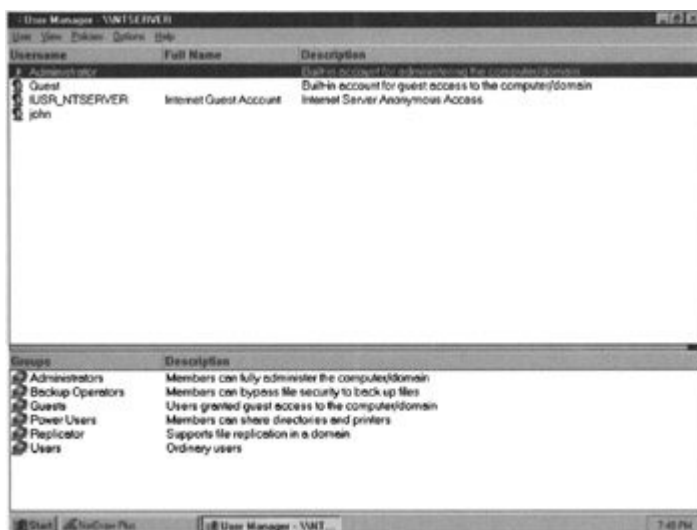 User Manager - \\NTSERVER
User View Policies Options Help
Username Full Name Description
Administrator Built-in account for administering the computer/domain
Guest Built-in account for guest access to the computer/domain
IUSR_NTSERVER Internet Guest Account Internet Server Anonymous Access
john
Groups Description
Administrators Members can fully administer the computer/domain
Backup Operators Members can bypass file security to back up files
Guests Users granted guest access to the computer/domain
Power Users Members can share directories and printers
Replicator Supports file replication in a domain
Users Ordinary users
Start User Manager - \\NT...